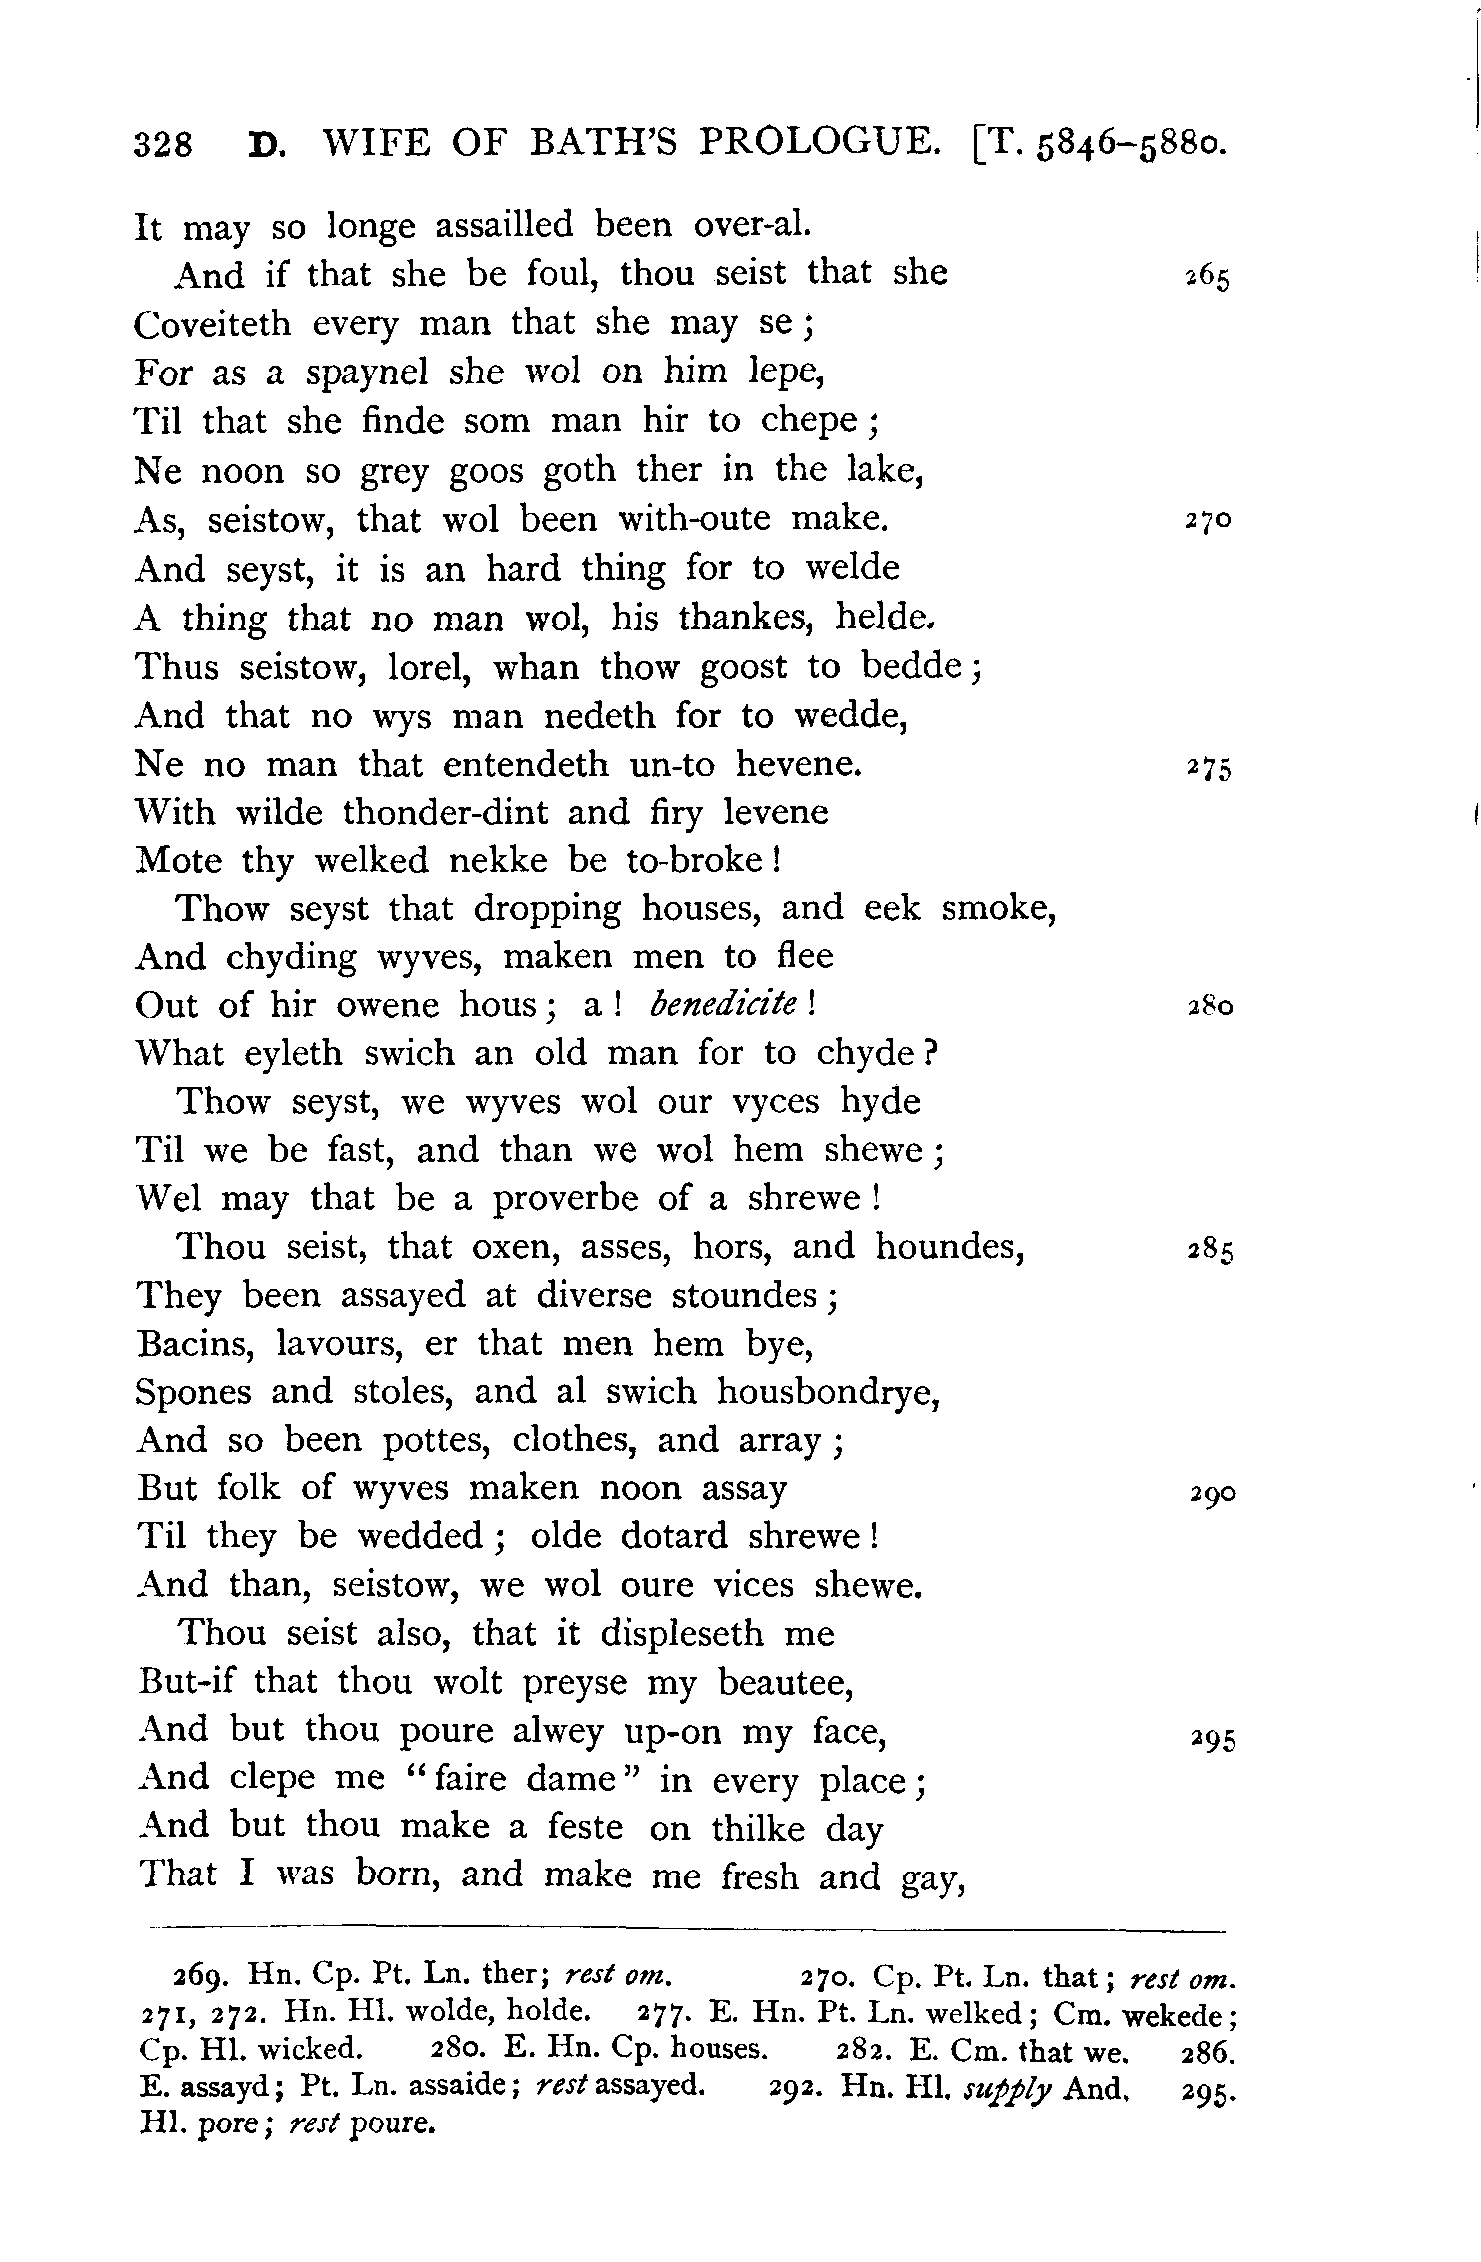 328 D. WIFE OF BATH'S PROLOGUE. [T. 5846–5880.
It may so longe assailled been over-al.
And if that she be foul, thou seist that she 265
Coveiteth every man that she may se ;
For as a spaynel she wol on him lepe,
Til that she finde som man hir to chepe ;
Ne noon so grey goos goth ther in the lake,
As, seistow, that wol been with-oute make. 270
And seyst, it is an hard thing for to welde
A thing that no man wol, his thankes, helde.
Thus seistow, lorel, whan thow goost to bedde ;
And that no wys man nedeth for to wedde,
Ne no man that entendeth un-to hevene. 275
With wilde thonder-dint and firy levene
Mote thy welked nekke be to-broke !
Thow seyst that dropping houses, and eek smoke,
And chyding wyves, maken men to flee
Out of hir owene hous ; a ! benedicite ! 280
What eyleth swich an old man for to chyde ?
Thow seyst, we wyves wol our vyces hyde
Til we be fast, and than we wol hem shewe ;
Wel may that be a proverbe of a shrewe !
Thou seist, that oxen, asses, hors, and houndes, 285
They been assayed at diverse stoundes ;
Bacins, lavours, er that men hem bye,
Spones and stoles, and al swich housbondrye,
And so been pottes, clothes, and array ;
But folk of wyves maken noon assay 290
Til they be wedded ; olde dotard shrewe !
And than, seistow, we wol oure vices shewe.
Thou seist also, that it displeseth me
But-if that thou wolt preyse my beautee,
And but thou poure alwey up-on my face, 295
And clepe me “ faire dame ” in every place ;
And but thou make a feste on thilke day
That I was born, and make me fresh and gay,
269. Hn. Cp. Pt. Ln. ther; rest om. 270. Cp. Pt. Ln. that ; rest om.
271, 272. Hn. Hl. wolde, holde. 277. E. Hn. Pt. Ln. welked ; Cm. wekede ;
Cp. Hl. wicked. 280. E. Hn. Cp. houses. 282. E. Cm. that we. 286.
E. assayd ; Pt. Ln. assaide ; rest assayed. 292. Hn. Hl. supply And. 295.
Hl. pore ; rest poure.